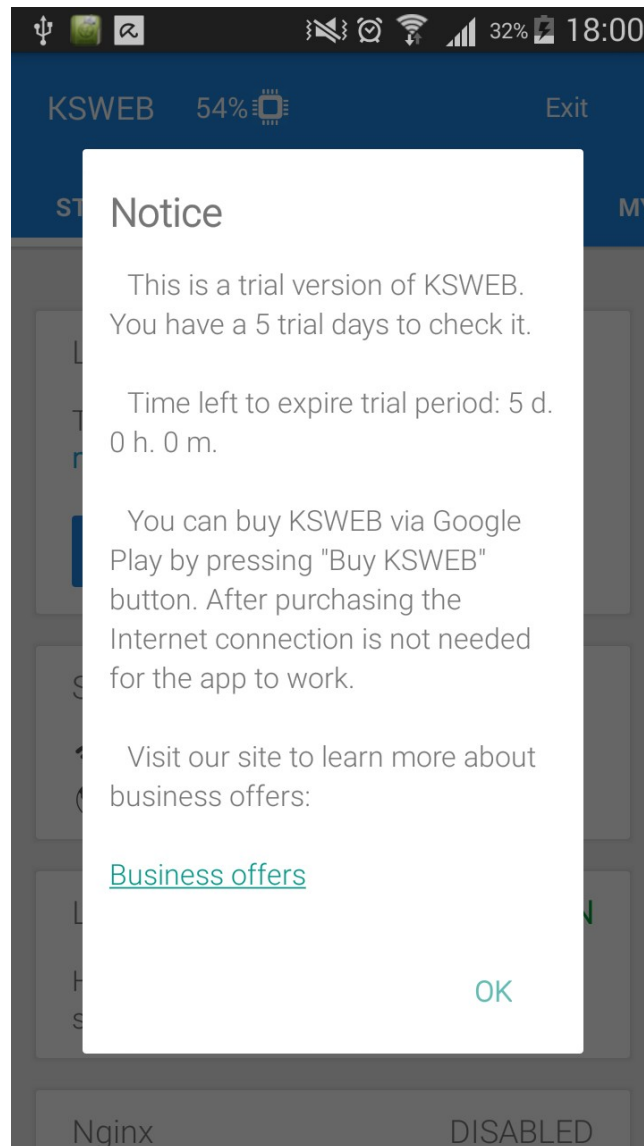 32% 18:00
KSWEB 54% Exit
ST MY
Notice
This is a trial version of KSWEB.
You have a 5 trial days to check it.
Time left to expire trial period: 5 d.
0 h. 0 m.
You can buy KSWEB via Google
Play by pressing "Buy KSWEB"
button. After purchasing the
Internet connection is not needed
for the app to work.
Visit our site to learn more about
business offers:
Business offers
OK
Nginx DISABLED